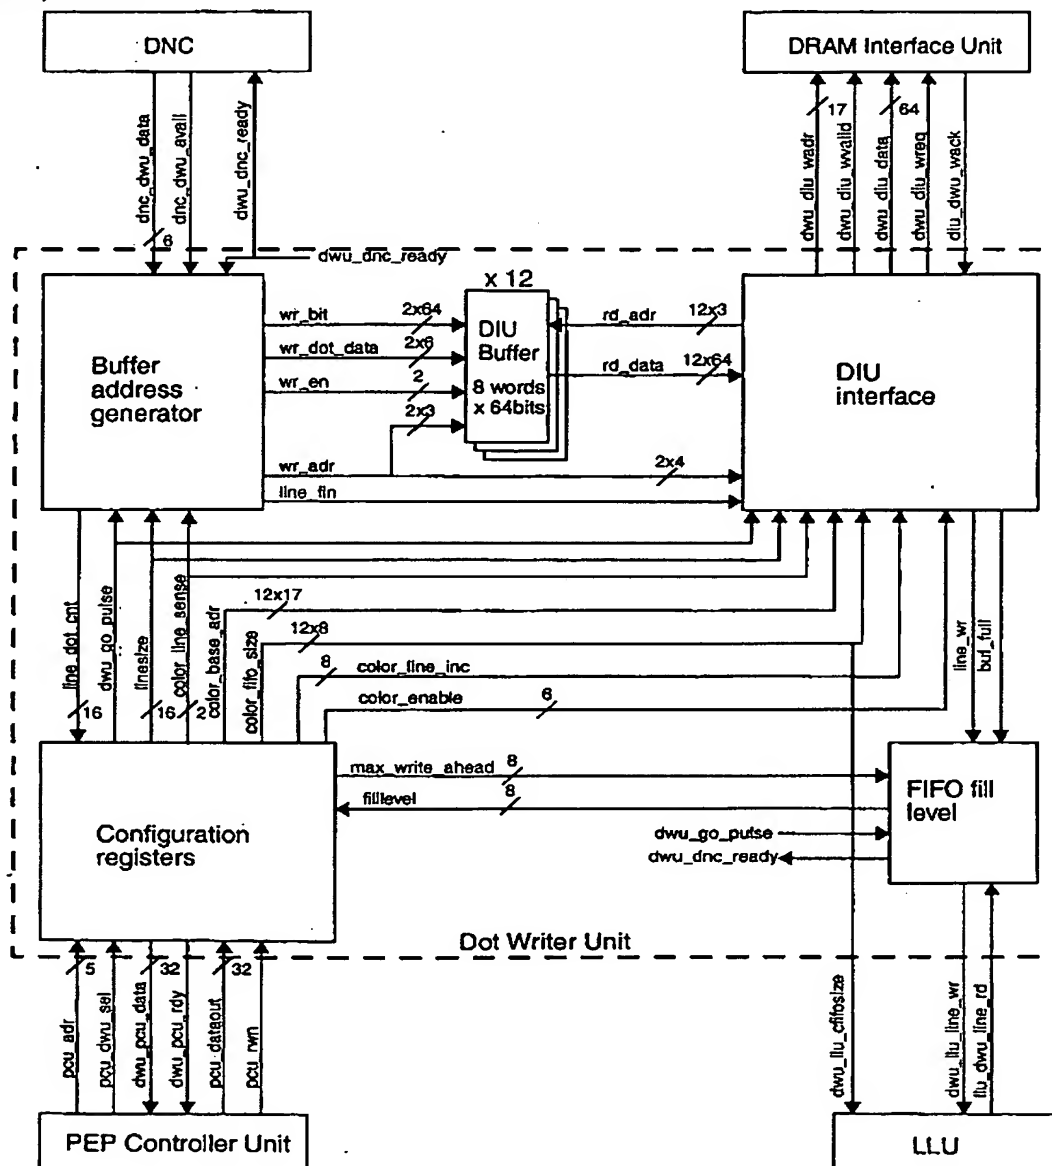 DNC
DRAM Interface Unit
dnc_dwu_data
6
dnc_dwu_avail
dwu_dnc_ready
dwu_diu_wadr
17
dwu_diu_wvalid
dwu_diu_data
64
dwu_diu_wreq
diu_dwu_wack
dwu_dnc_ready
x 12
Buffer
address
generator
wr_bit
2x64
wr_dot_data
2x6
wr_en
2
2x3
wr_adr
2x4
line_fin
DIU
Buffer
8 words
x 64bits
rd_adr
12x3
rd_data
12x64
DIU
interface
line_dot_cnt
16
dwu_go_pulse
linesize
16
color_line_sense
2
color_base_adr
12x17
color_fifo_size
12x8
8
color_line_inc
color_enable
6
line_wr
buf_full
Configuration
registers
max_write_ahead
8
filllevel
8
dwu_go_pulse
dwu_dnc_ready
FIFO fill
level
Dot Writer Unit
pcu_adr
5
pcu_dwu_sel
dwu_pcu_data
32
dwu_pcu_rdy
pcu_dataout
32
pcu_rwn
dwu_llu_cfifosize
dwu_llu_line_wr
llu_dwu_line_rd
PEP Controller Unit
LLU